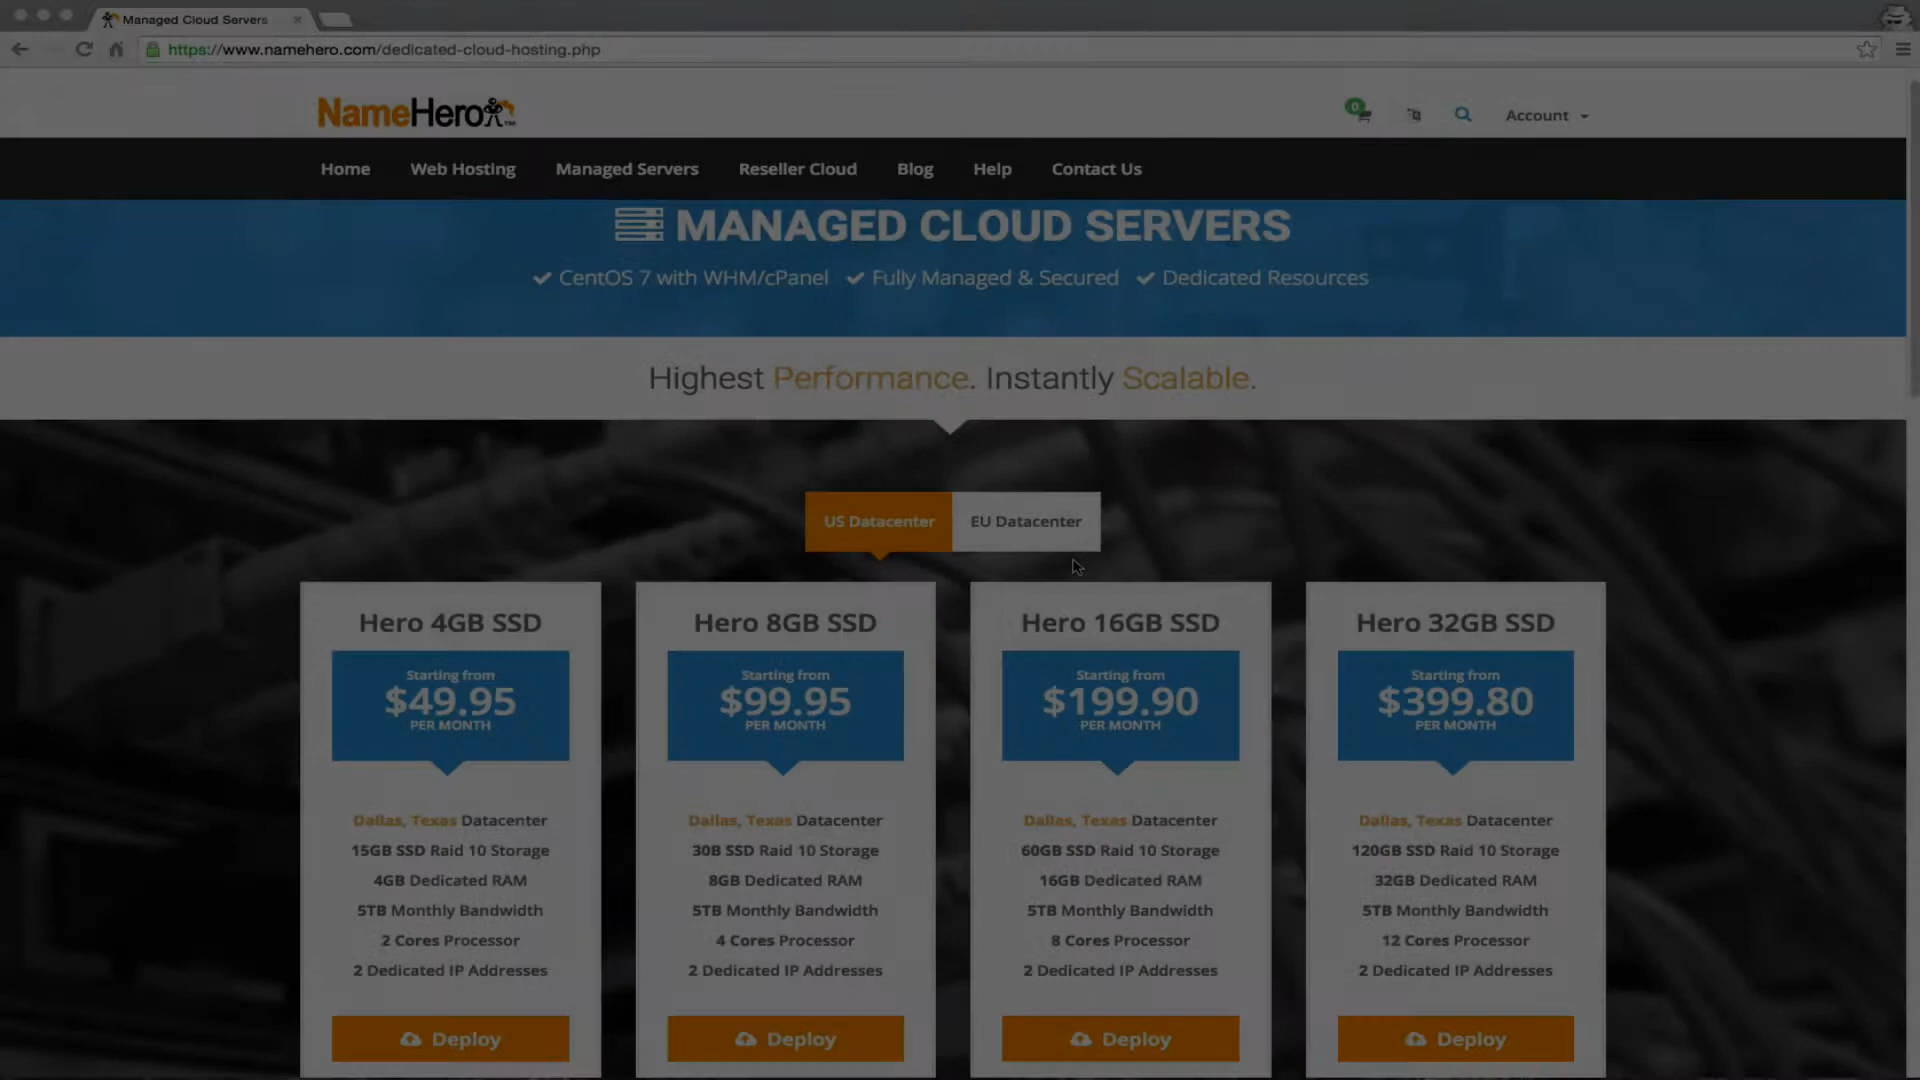 Managed Cloud Servers
https://www.namehero.com/dedicated-cloud-hosting.php
NameHero™
0
Account
Home Web Hosting Managed Servers Reseller Cloud Blog Help Contact Us
MANAGED CLOUD SERVERS
CentOS 7 with WHM/cPanel Fully Managed & Secured Dedicated Resources
Highest Performance. Instantly Scalable.
US Datacenter EU Datacenter
Hero 4GB SSD
Starting from
$49.95
PER MONTH
Dallas, Texas Datacenter
15GB SSD Raid 10 Storage
4GB Dedicated RAM
5TB Monthly Bandwidth
2 Cores Processor
2 Dedicated IP Addresses
Deploy
Hero 8GB SSD
Starting from
$99.95
PER MONTH
Dallas, Texas Datacenter
30B SSD Raid 10 Storage
8GB Dedicated RAM
5TB Monthly Bandwidth
4 Cores Processor
2 Dedicated IP Addresses
Deploy
Hero 16GB SSD
Starting from
$199.90
PER MONTH
Dallas, Texas Datacenter
60GB SSD Raid 10 Storage
16GB Dedicated RAM
5TB Monthly Bandwidth
8 Cores Processor
2 Dedicated IP Addresses
Deploy
Hero 32GB SSD
Starting from
$399.80
PER MONTH
Dallas, Texas Datacenter
120GB SSD Raid 10 Storage
32GB Dedicated RAM
5TB Monthly Bandwidth
12 Cores Processor
2 Dedicated IP Addresses
Deploy